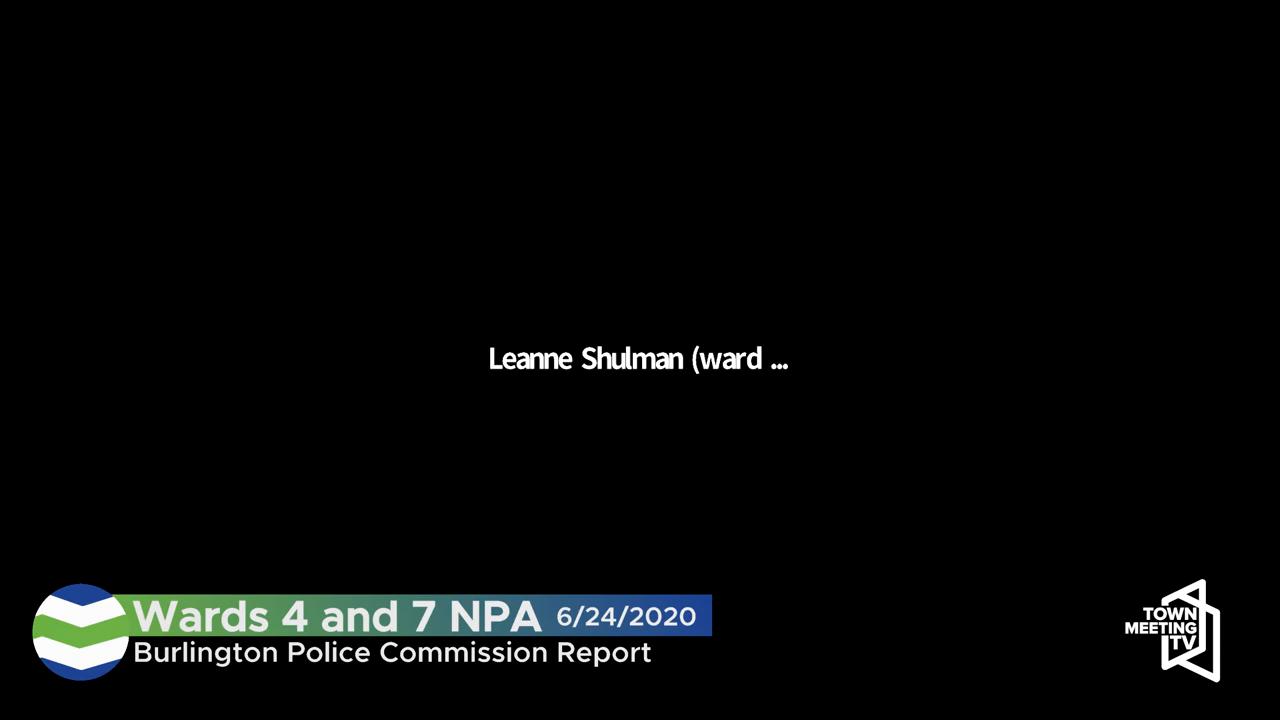 Leanne Shulman (ward ...
Wards 4 and 7 NPA 6/24/2020
Burlington Police Commission Report
TOWN
MEETING
TV